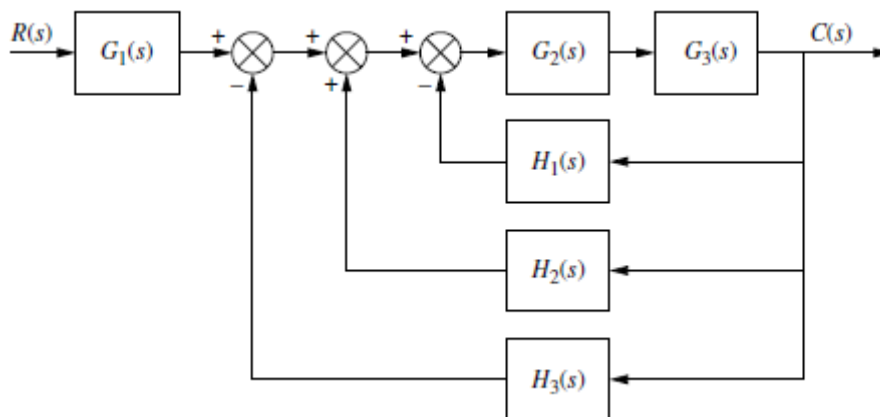 R(s)
G₁(s)
+
−
+
+
+
−
G₂(s)
G₃(s)
C(s)
H₁(s)
H₂(s)
H₃(s)